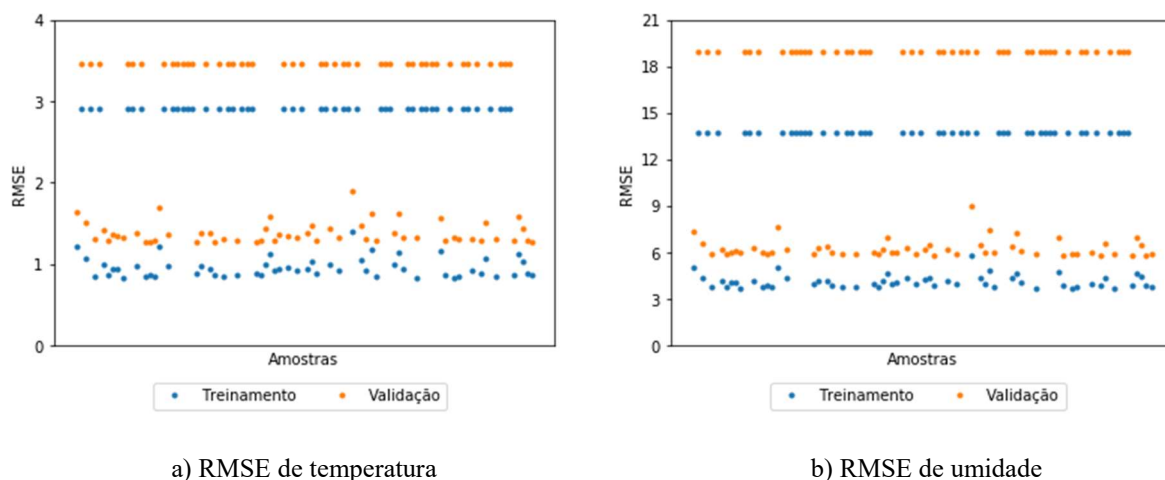 4
3
2
1
0
RMSE
Amostras
Treinamento Validação
a) RMSE de temperatura
21
18
15
12
9
6
3
0
RMSE
Amostras
Treinamento Validação
b) RMSE de umidade